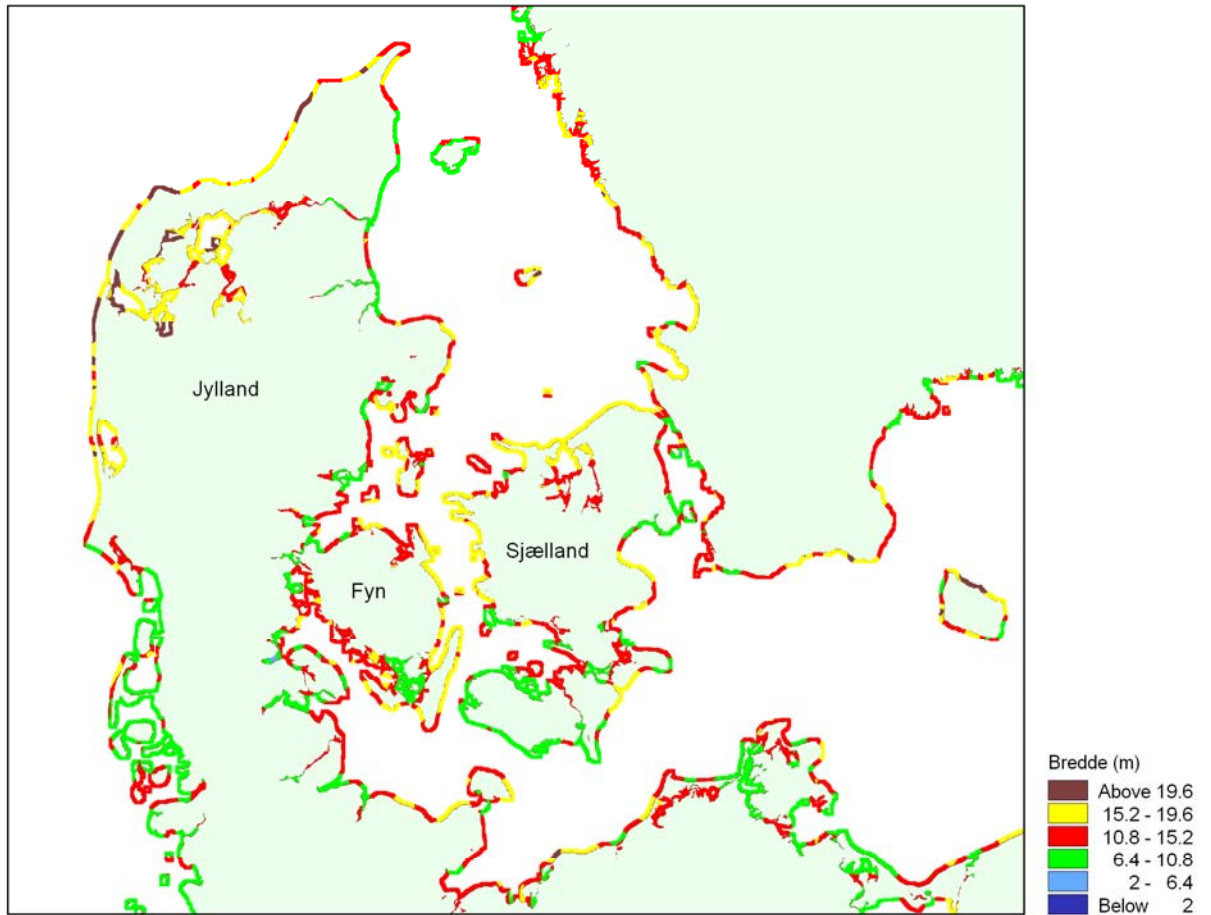 Jylland
Sjælland
Fyn
Bredde (m)
Above 19.6
15.2 - 19.6
10.8 - 15.2
6.4 - 10.8
2 - 6.4
Below 2